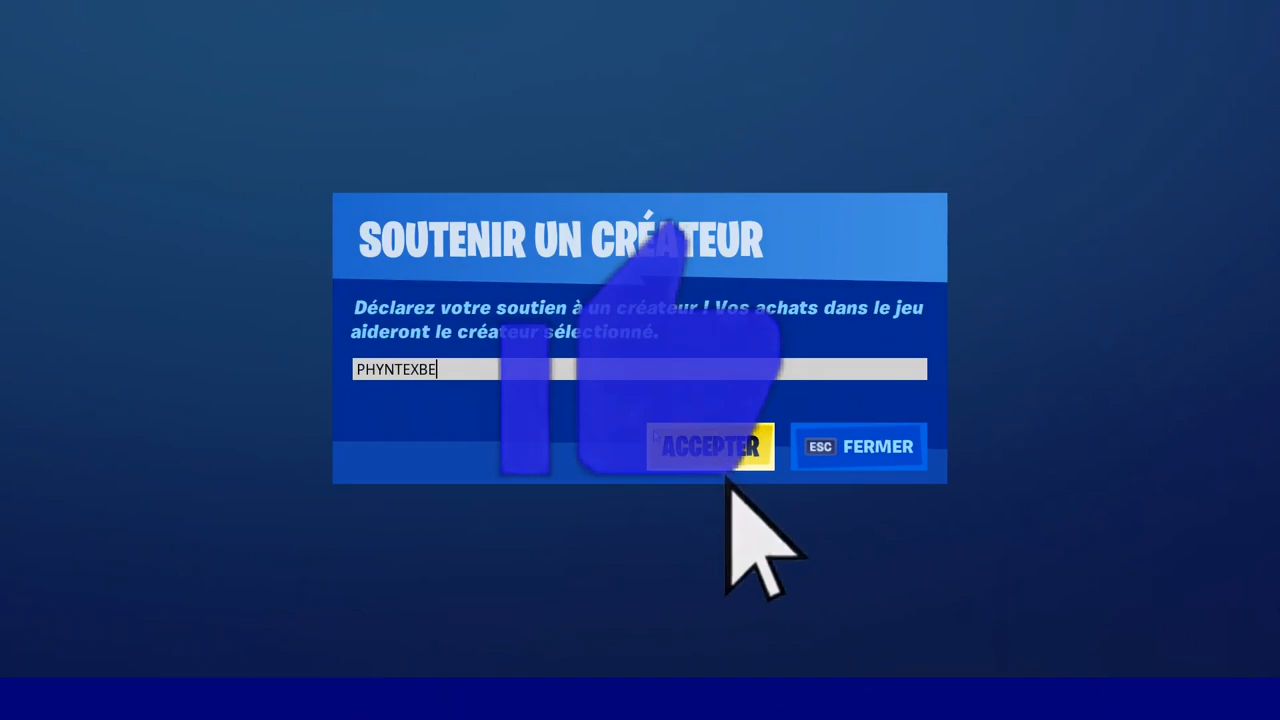 SOUTENIR UN CRÉATEUR
Déclarez votre soutien à un créateur ! Vos achats dans le jeu
aideront le créateur sélectionné.
PHYNTEXBE
ACCEPTER
ESC FERMER